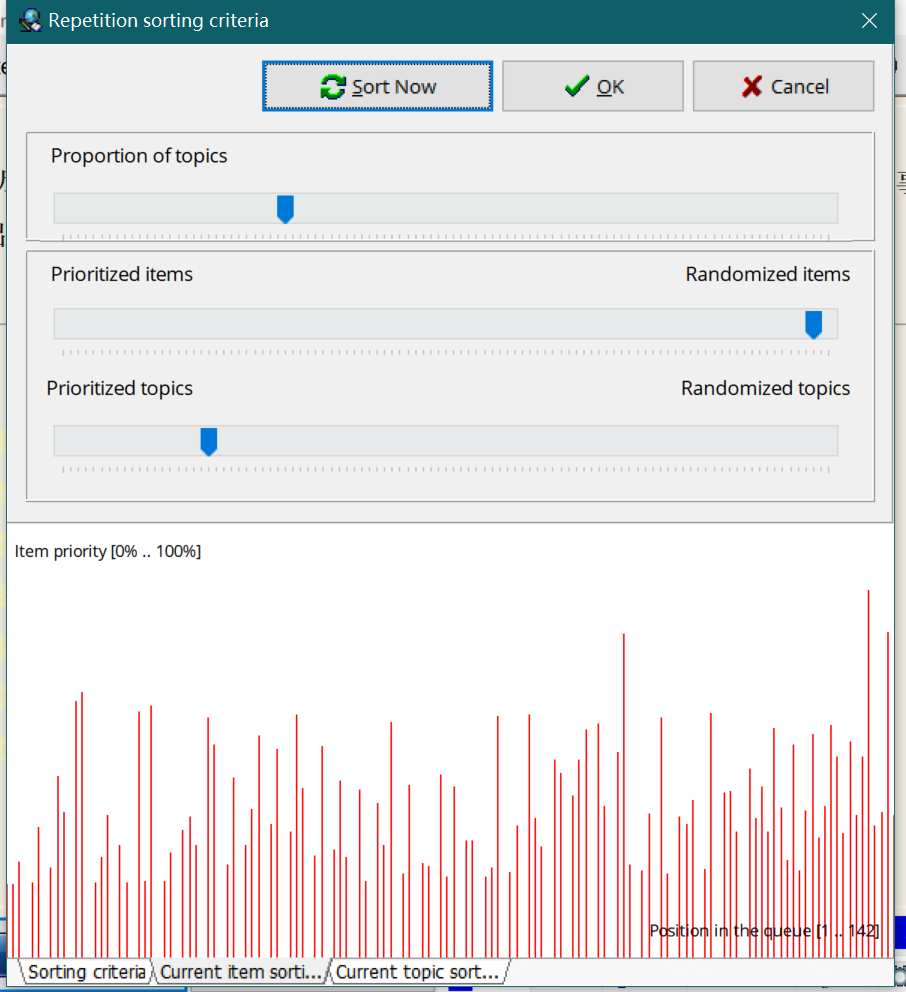 Repetition sorting criteria
Sort Now
OK
Cancel
Proportion of topics
Prioritized items
Randomized items
Prioritized topics
Randomized topics
Item priority [0% .. 100%]
Position in the queue [1 .. 142]
Sorting criteria
Current item sorti...
Current topic sort...